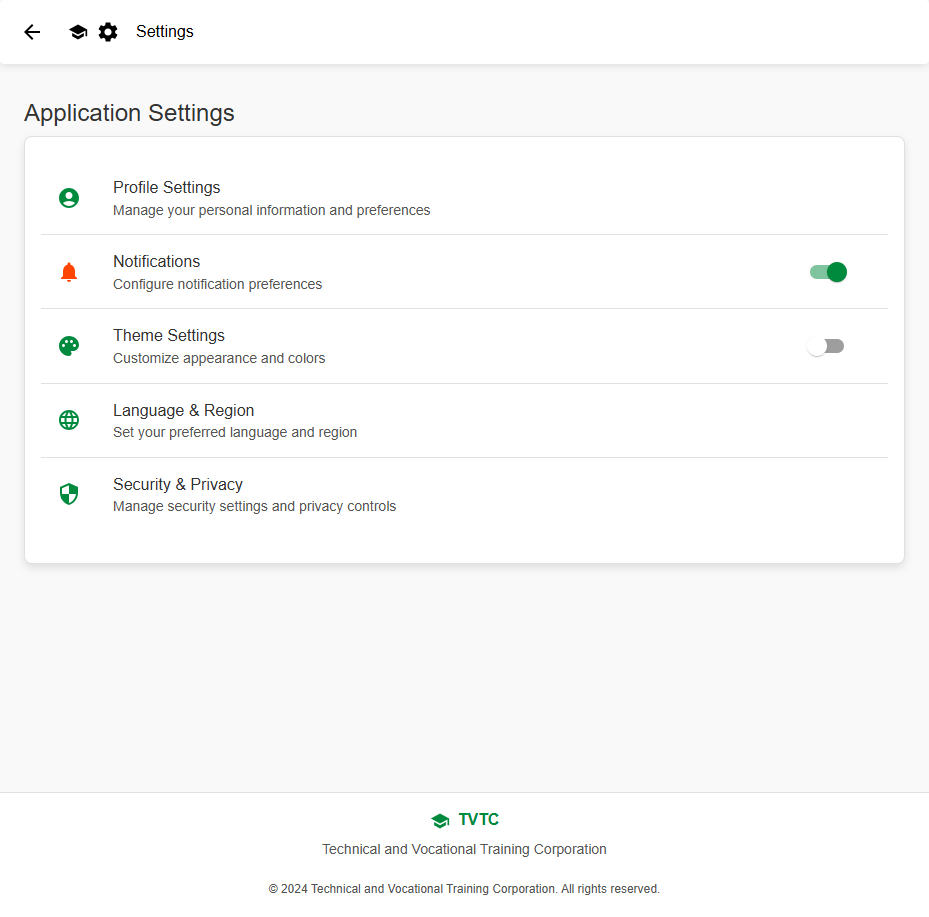 Settings
Application Settings
Profile Settings
Manage your personal information and preferences
Notifications
Configure notification preferences
Theme Settings
Customize appearance and colors
Language & Region
Set your preferred language and region
Security & Privacy
Manage security settings and privacy controls
TVTC
Technical and Vocational Training Corporation
© 2024 Technical and Vocational Training Corporation. All rights reserved.